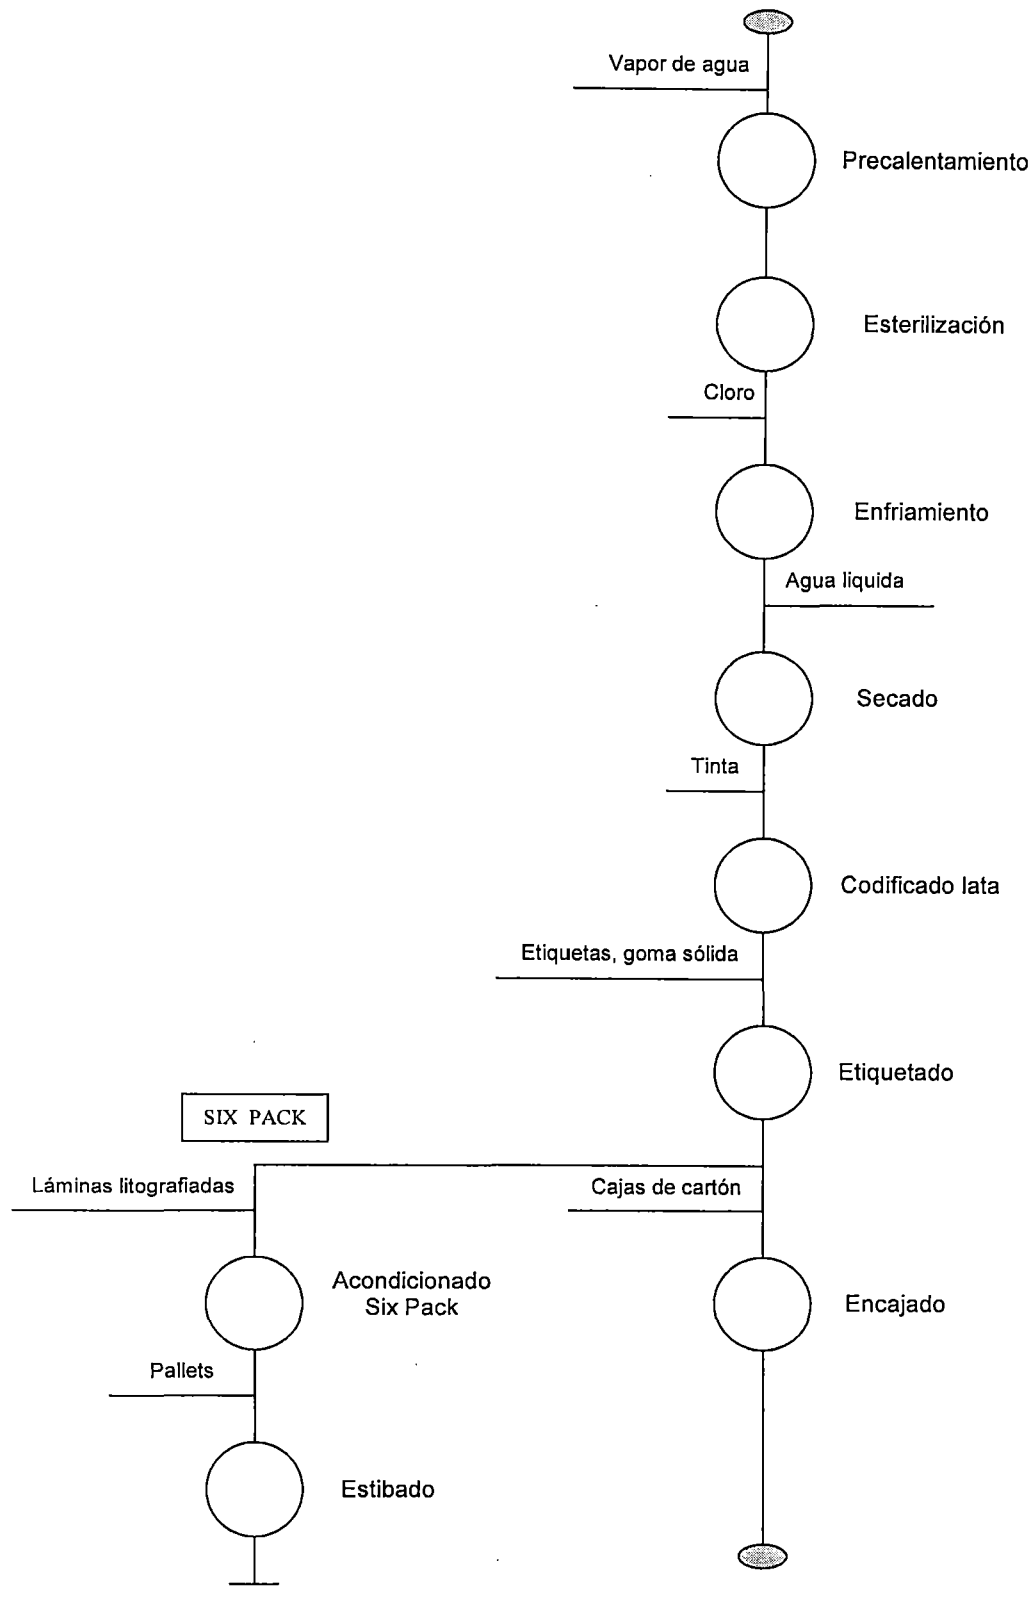 Vapor de agua
Precalentamiento
Esterilización
Cloro
Enfriamiento
Agua liquida
Secado
Tinta
Codificado lata
Etiquetas, goma sólida
Etiquetado
SIX PACK
Láminas litografiadas
Cajas de cartón
Acondicionado
Six Pack
Encajado
Pallets
Estibado